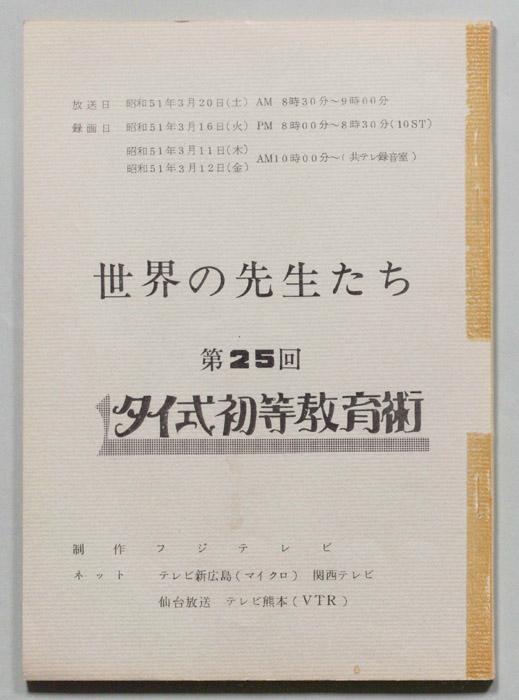 放送日 昭和51年3月20日(土) AM 8時30分～9時00分
録画日 昭和51年3月16日(火) PM 8時00分～8時30分(10ST)
昭和51年3月11日(木)
昭和51年3月12日(金) AM10時00分～(共テレ録音室)
世界の先生たち
第25回
タイ式初等教育術
制作 フジテレビ
ネット テレビ新広島(マイクロ) 関西テレビ
仙台放送 テレビ熊本(VTR)